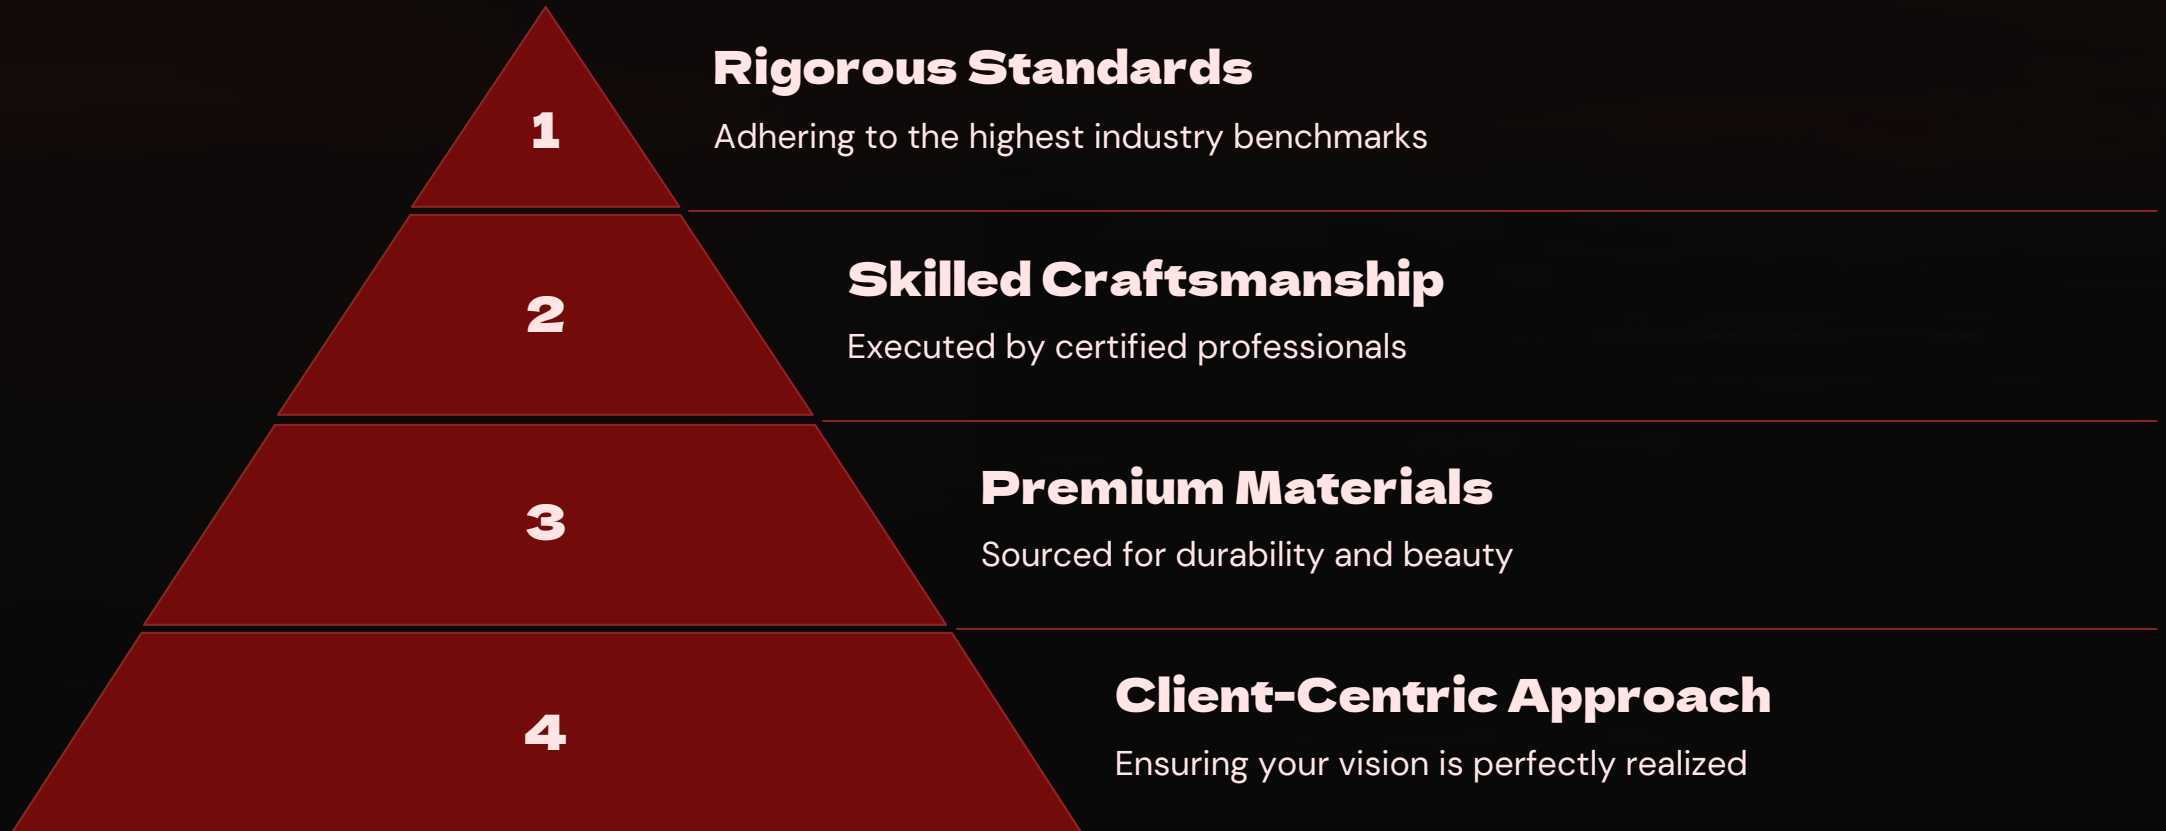 1
Rigorous Standards
Adhering to the highest industry benchmarks
2
Skilled Craftsmanship
Executed by certified professionals
3
Premium Materials
Sourced for durability and beauty
4
Client-Centric Approach
Ensuring your vision is perfectly realized